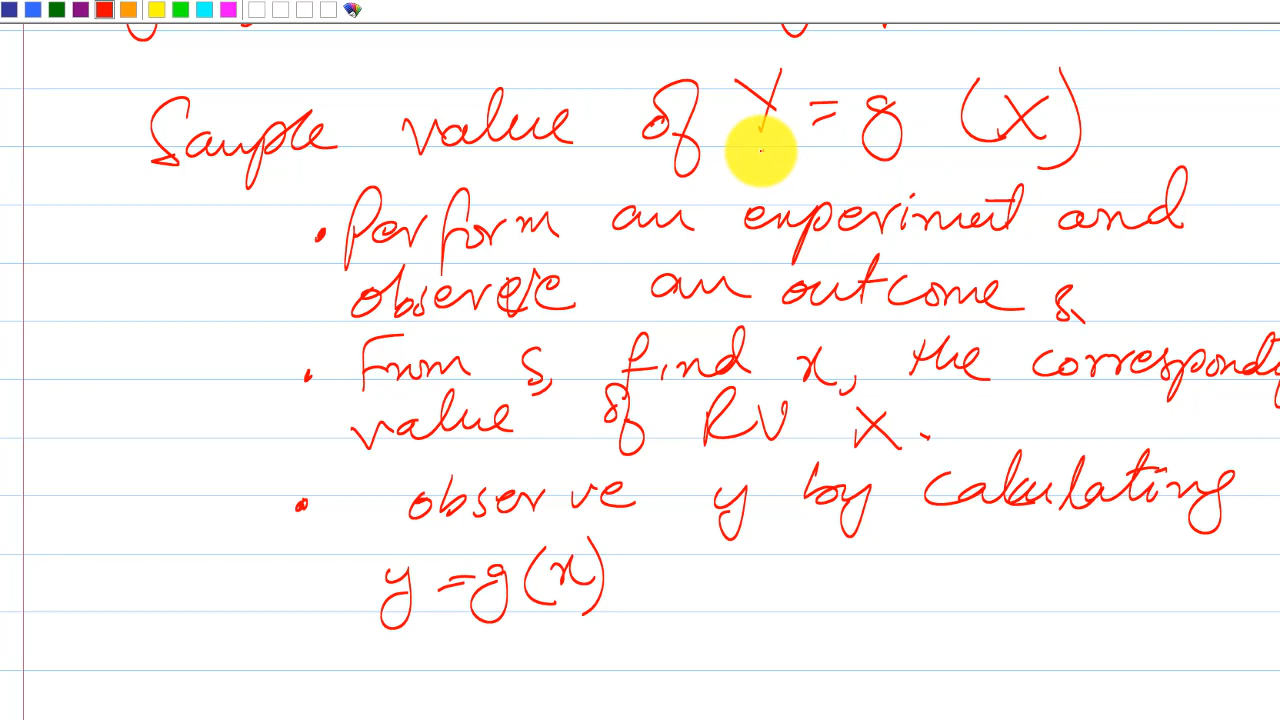 Sample value of Y = g (X)
• Perform an experiment and
observe an outcome s,
• From s, find x, the correspondg
value of RV X.
• observe y by calculating
y = g(x)